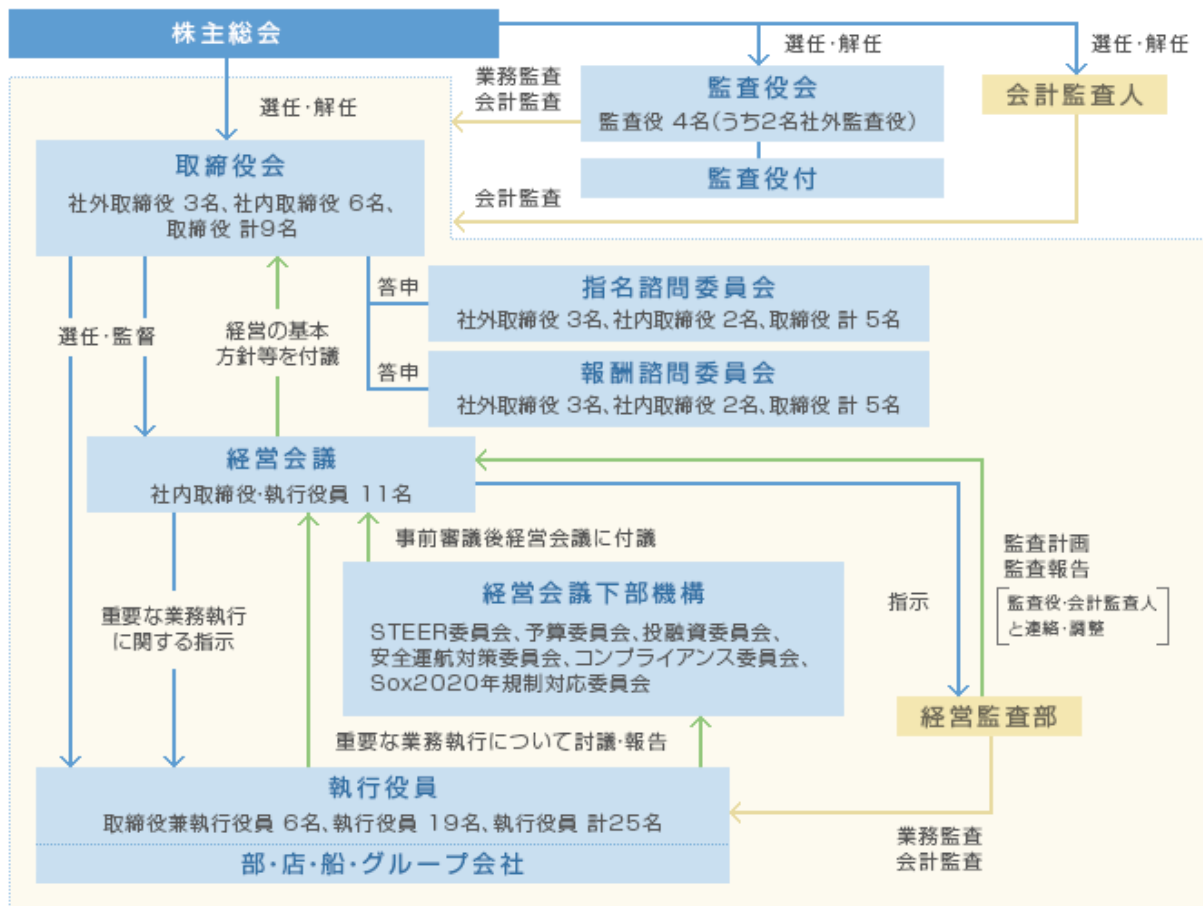 株主総会
選任・解任
選任・解任
業務監査
会計監査
監査役会
監査役 4名(うち2名社外監査役)
会計監査人
選任・解任
監査役付
取締役会
社外取締役 3名、社内取締役 6名、
取締役 計9名
会計監査
答申
指名諮問委員会
社外取締役 3名、社内取締役 2名、取締役 計 5名
選任・監督
経営の基本
方針等を付議
答申
報酬諮問委員会
社外取締役 3名、社内取締役 2名、取締役 計 5名
経営会議
社内取締役・執行役員 11名
事前審議後経営会議に付議
監査計画
監査報告
監査役・会計監査人
と連絡・調整
指示
経営会議下部機構
STEER委員会、予算委員会、投融資委員会、
安全運航対策委員会、コンプライアンス委員会、
Sox2020年規制対応委員会
重要な業務執行
に関する指示
経営監査部
重要な業務執行について討議・報告
執行役員
取締役兼執行役員 6名、執行役員 19名、執行役員 計25名
部・店・船・グループ会社
業務監査
会計監査